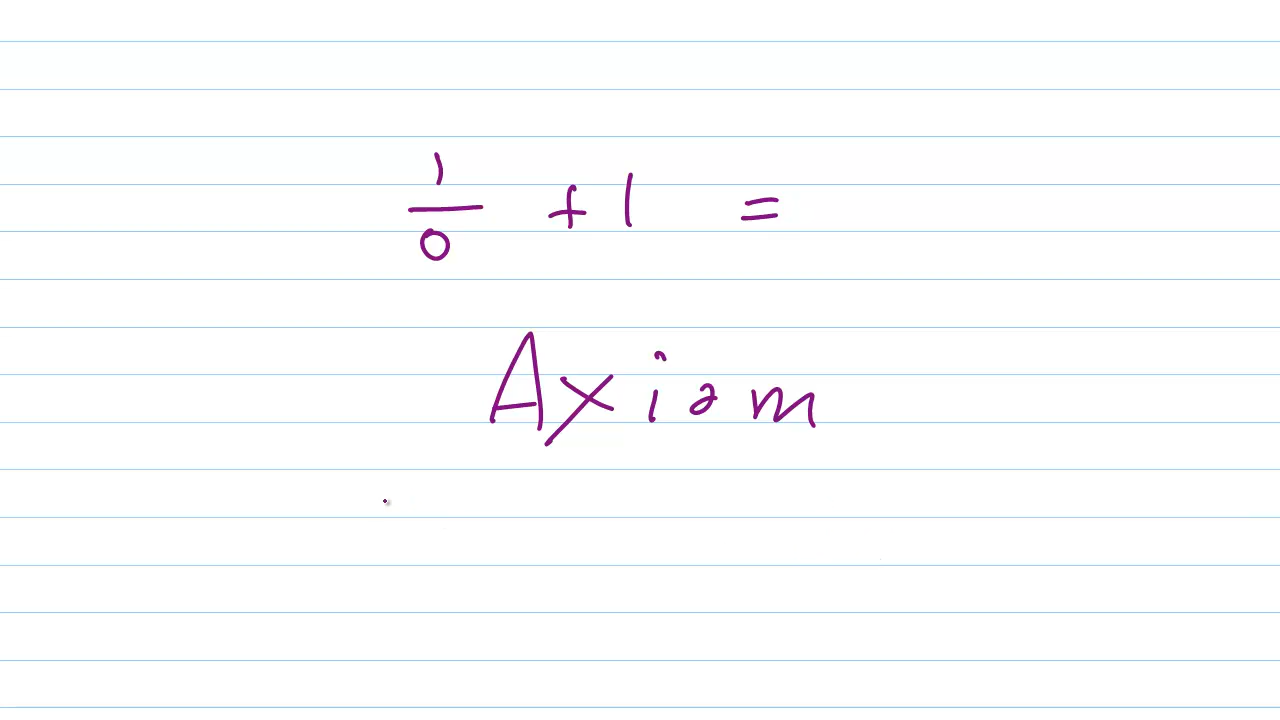 1/0 + 1 =
Axiom